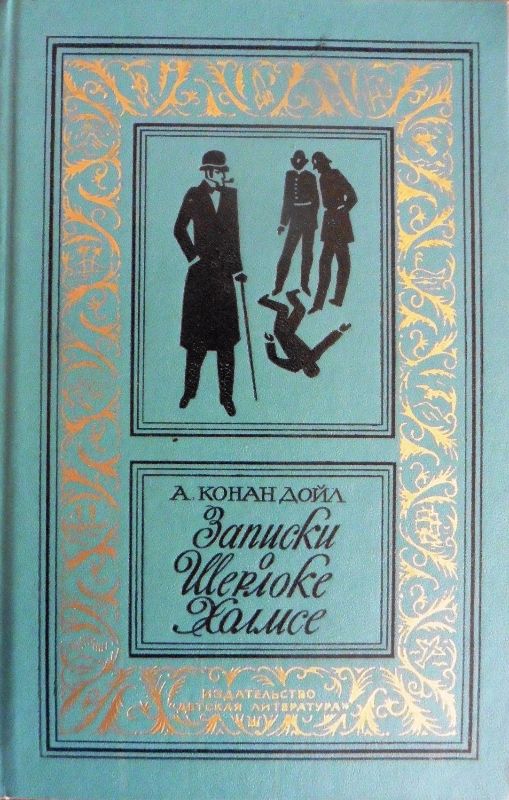 А. КОНАН ДОЙЛ
Записки
о
Шерлоке
Холмсе
ИЗДАТЕЛЬСТВО
«ДЕТСКАЯ ЛИТЕРАТУРА»